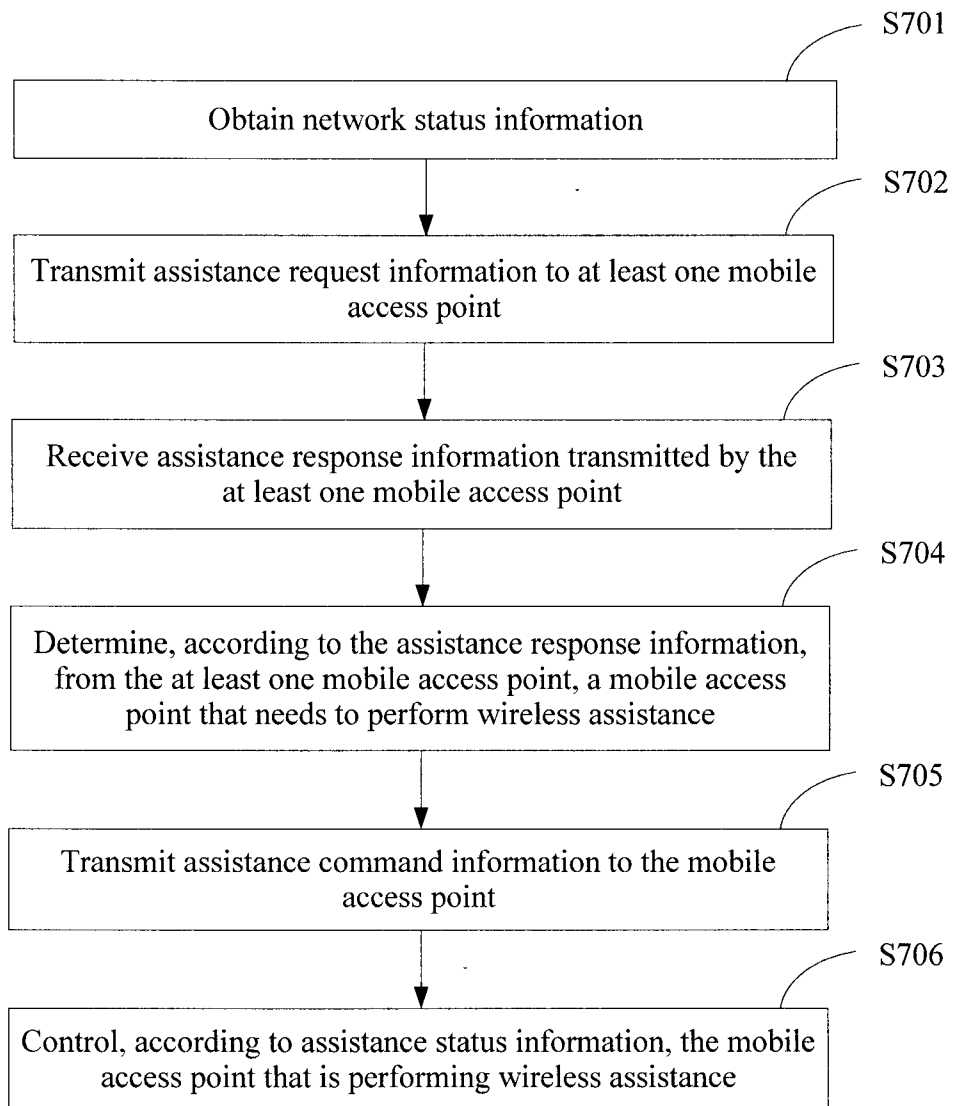 S701
Obtain network status information
S702
Transmit assistance request information to at least one mobile
access point
S703
Receive assistance response information transmitted by the
at least one mobile access point
S704
Determine, according to the assistance response information,
from the at least one mobile access point, a mobile access
point that needs to perform wireless assistance
S705
Transmit assistance command information to the mobile
access point
S706
Control, according to assistance status information, the mobile
access point that is performing wireless assistance